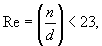 Re = (n/d) < 23,